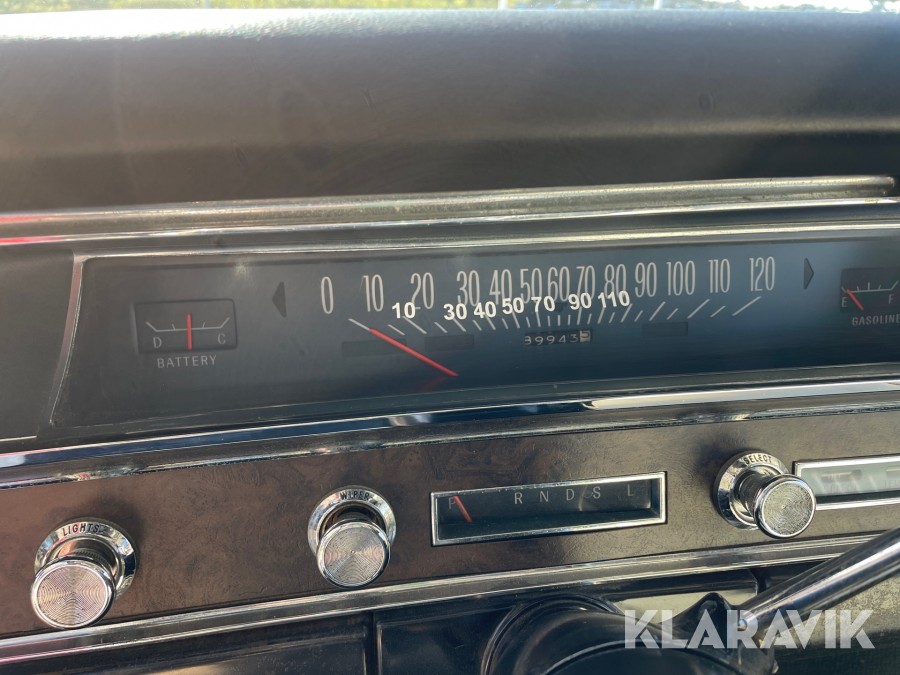 KLARAVIK
0 10 20 30 40 50 60 70 80 90 100 110 120
10 30 40 50 70 90 110
D C
BATTERY
39943
E F
GASOLINE
LIGHTS
WIPER
P R N D S L
SELECT
KLARAVIK